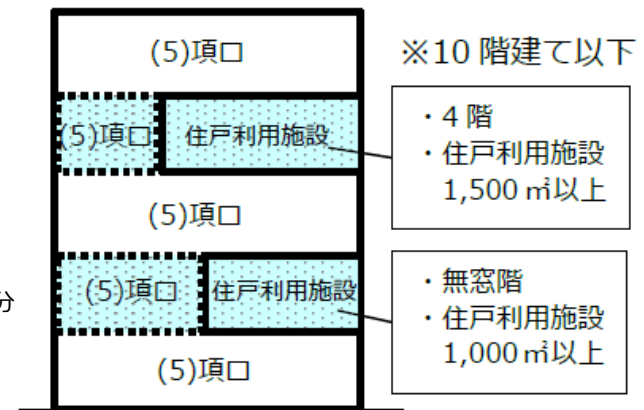 (5)項ロ
※10 階建て以下
(5)項ロ
住戸利用施設
・4 階
・住戸利用施設
1,500 ㎡以上
(5)項ロ
(5)項ロ
住戸利用施設
・無窓階
・住戸利用施設
1,000 ㎡以上
分
(5)項ロ